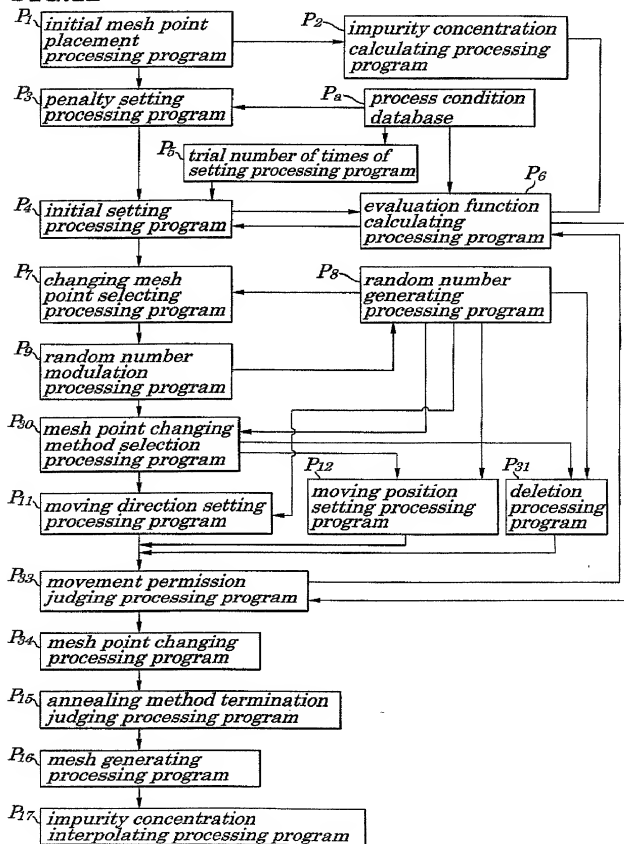 P1
initial mesh point
placement
processing program
P2
impurity concentration
calculating processing
program
P3
penalty setting
processing program
Pa
process condition
database
P5
trial number of times of
setting processing program
P4
initial setting
processing program
P6
evaluation function
calculating
processing program
P7
changing mesh
point selecting
processing program
P8
random number
generating
processing program
P9
random number
modulation
processing program
P30
mesh point changing
method selection
processing program
P12
moving position
setting processing
program
P31
deletion
processing
program
P11
moving direction setting
processing program
P33
movement permission
judging processing program
P34
mesh point changing
processing program
P15
annealing method termination
judging processing program
P16
mesh generating
processing program
P17
impurity concentration
interpolating processing program